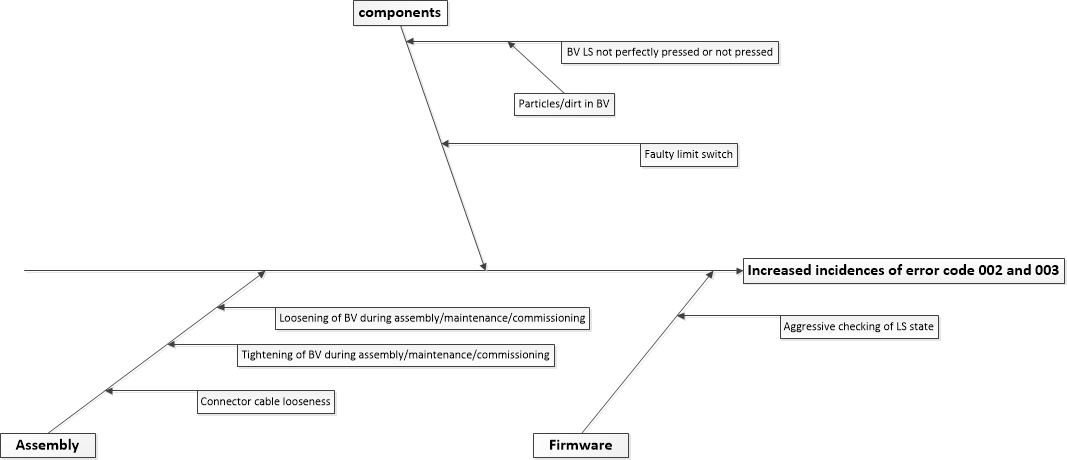 components
BV LS not perfectly pressed or not pressed
Particles/dirt in BV
Faulty limit switch
Increased incidences of error code 002 and 003
Loosening of BV during assembly/maintenance/commissioning
Aggressive checking of LS state
Tightening of BV during assembly/maintenance/commissioning
Connector cable looseness
Assembly
Firmware